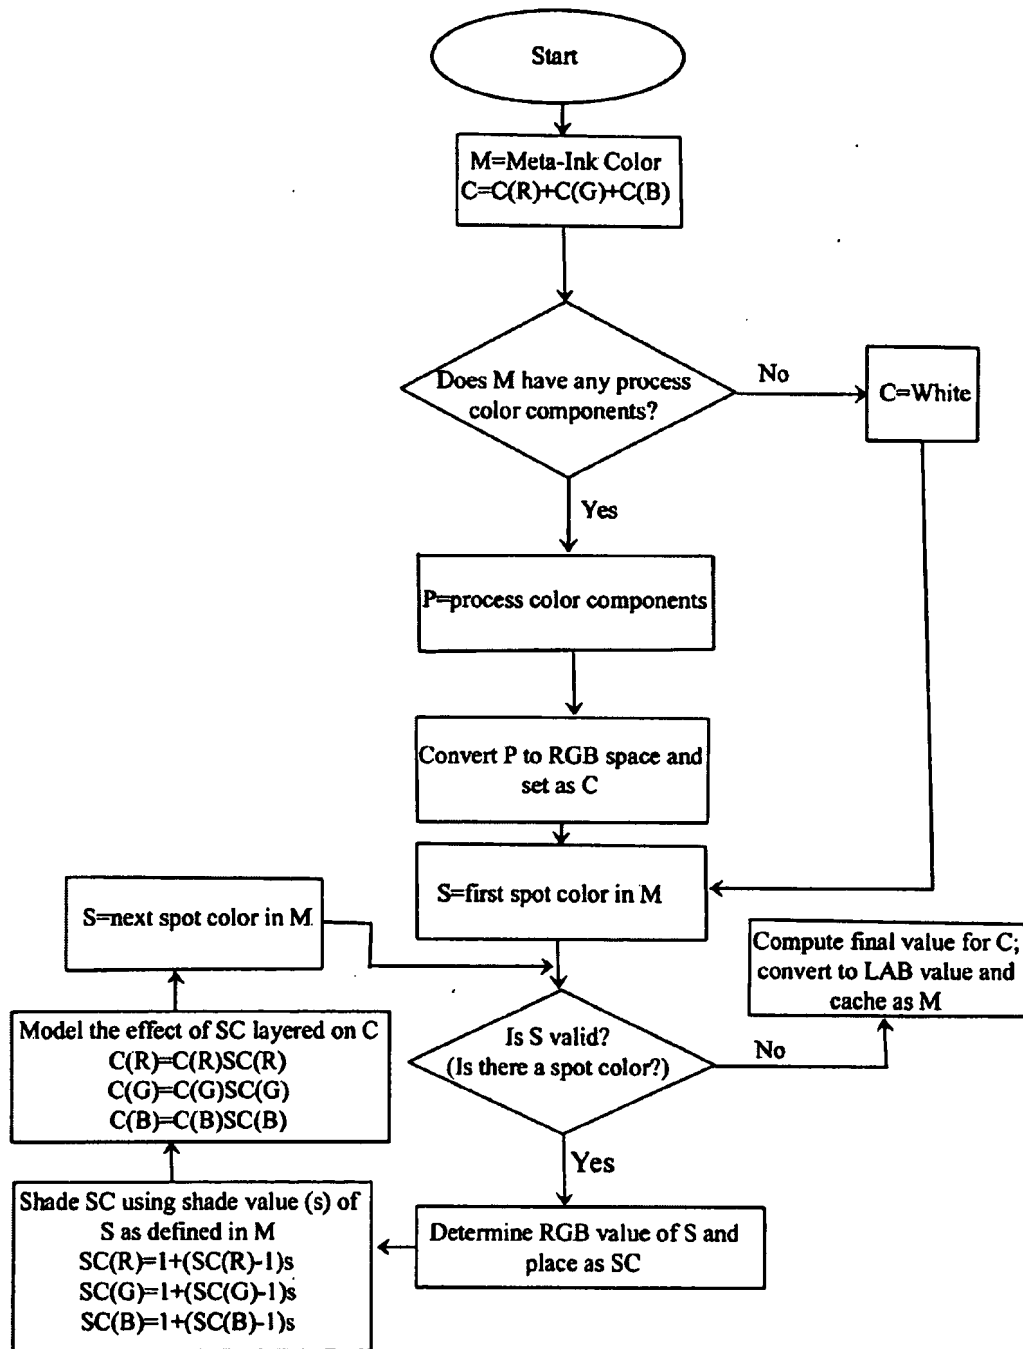 Start
M=Meta-Ink Color
C=C(R)+C(G)+C(B)
Does M have any process
color components?
No
C=White
Yes
P=process color components
Convert P to RGB space and
set as C
S=first spot color in M
S=next spot color in M
Compute final value for C;
convert to LAB value and
cache as M
Model the effect of SC layered on C
C(R)=C(R)SC(R)
C(G)=C(G)SC(G)
C(B)=C(B)SC(B)
Is S valid?
(Is there a spot color?)
No
Yes
Shade SC using shade value (s) of
S as defined in M
SC(R)=1+(SC(R)-1)s
SC(G)=1+(SC(G)-1)s
SC(B)=1+(SC(B)-1)s
Determine RGB value of S and
place as SC